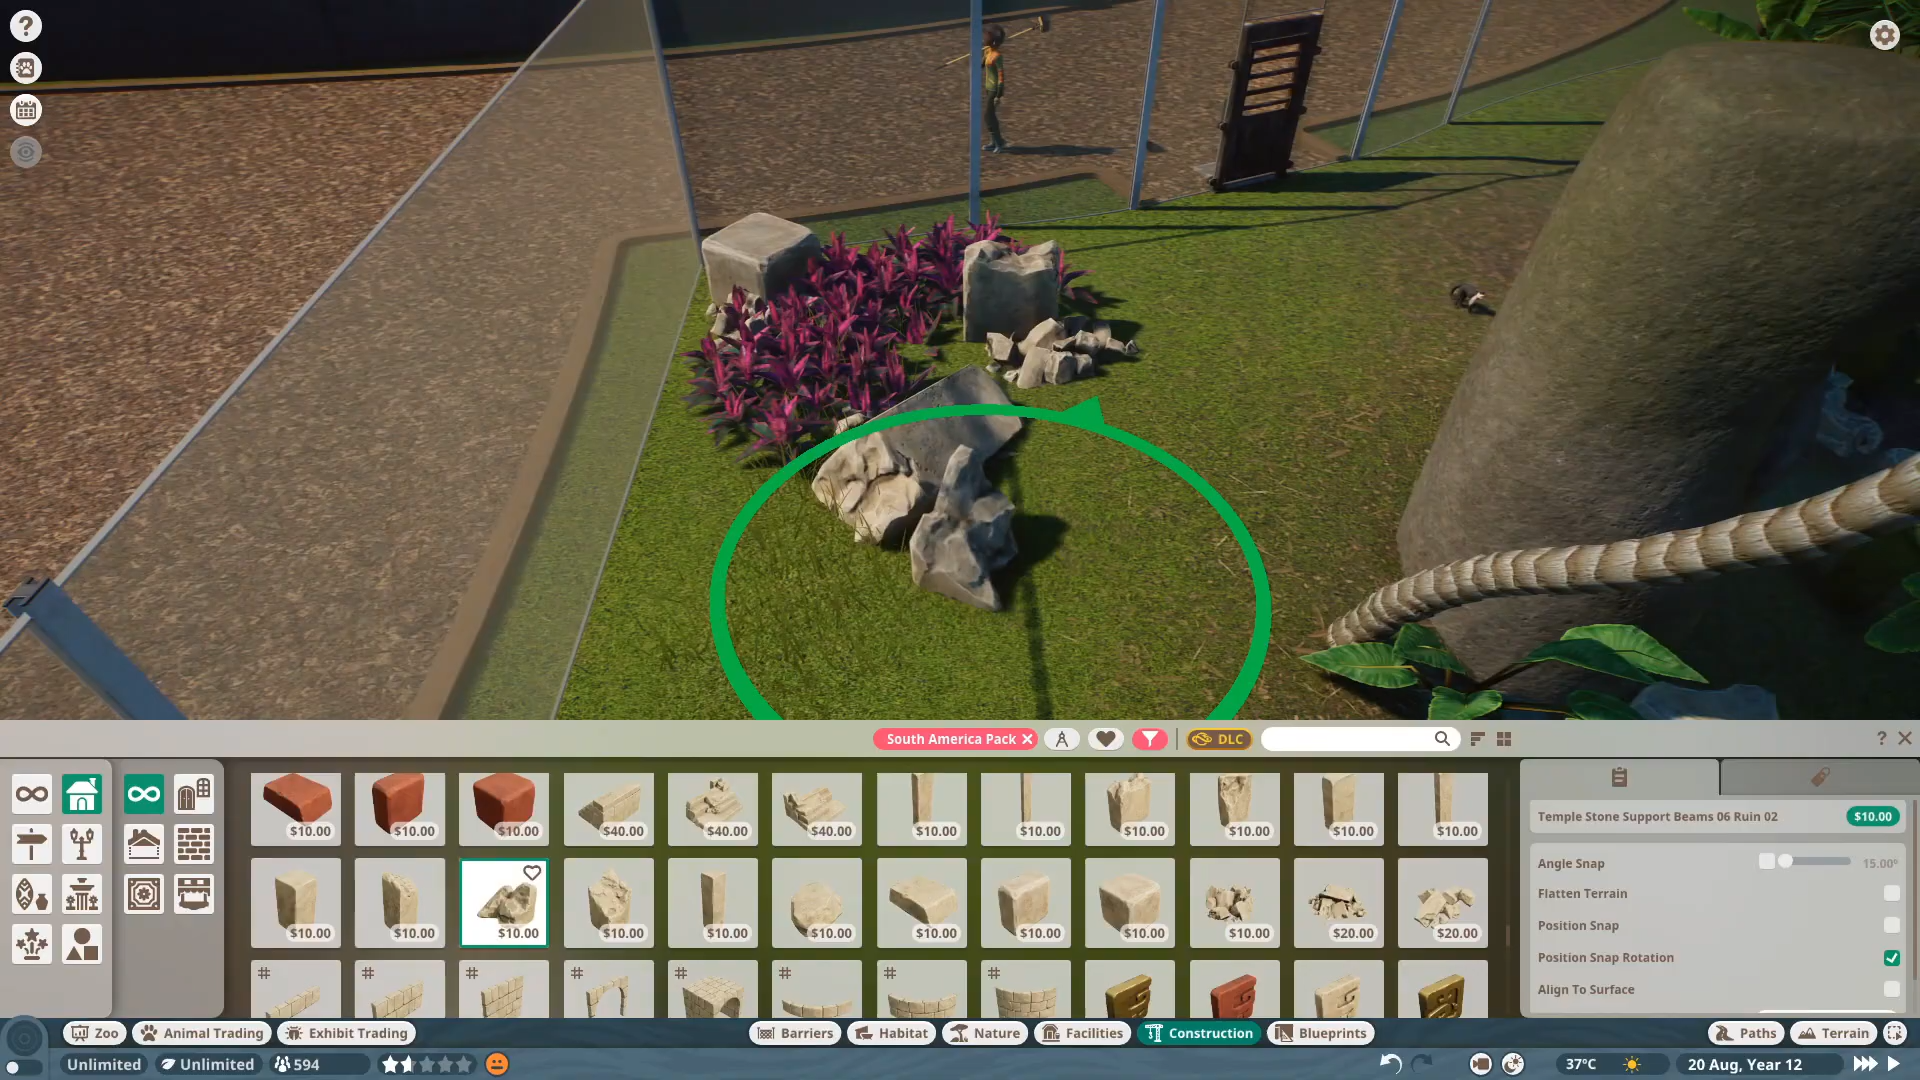 South America Pack
DLC
$10.00 $10.00 $10.00 $40.00 $40.00 $40.00 $10.00 $10.00 $10.00 $10.00 $10.00 $10.00
$10.00 $10.00 $10.00 $10.00 $10.00 $10.00 $10.00 $10.00 $10.00 $10.00 $20.00 $20.00
Temple Stone Support Beams 06 Ruin 02 $10.00
Angle Snap 15.00°
Flatten Terrain
Position Snap
Position Snap Rotation
Align To Surface
Zoo Animal Trading Exhibit Trading Barriers Habitat Nature Facilities Construction Blueprints Paths Terrain
Unlimited Unlimited 594 37°C 20 Aug, Year 12